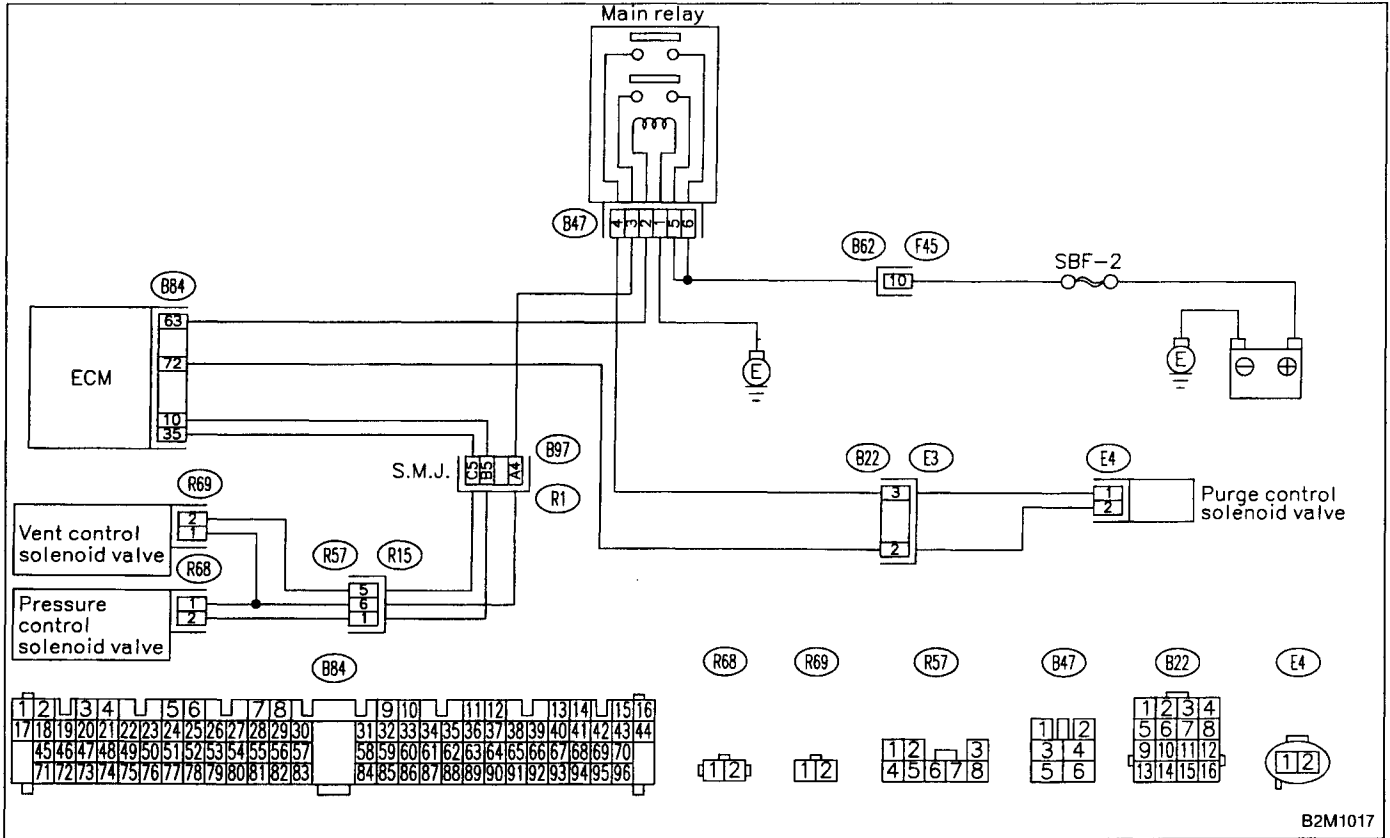 Main relay
B47
4 3 2 1 5 6
B62 F45
SBF-2
10
B84
63
72
ECM
10
35
E
E
⊖ ⊕
S.M.J.
C5 B5 A4
B97
R1
B22 E3 E4
3
2
1
2
Purge control
solenoid valve
R69
Vent control
solenoid valve
2
1
R68
Pressure
control
solenoid valve
1
2
R57 R15
5
6
1
B84
R68
R69
R57
B47
B22
E4
1 2 3 4 5 6 7 8 9 10 11 12 13 14 15 16
17 18 19 20 21 22 23 24 25 26 27 28 29 30 31 32 33 34 35 36 37 38 39 40 41 42 43 44
45 46 47 48 49 50 51 52 53 54 55 56 57 58 59 60 61 62 63 64 65 66 67 68 69 70
71 72 73 74 75 76 77 78 79 80 81 82 83 84 85 86 87 88 89 90 91 92 93 94 95 96
1 2
1 2
1 2 3
4 5 6 7 8
1 2
3 4
5 6
1 2 3 4
5 6 7 8
9 10 11 12
13 14 15 16
1 2
B2M1017